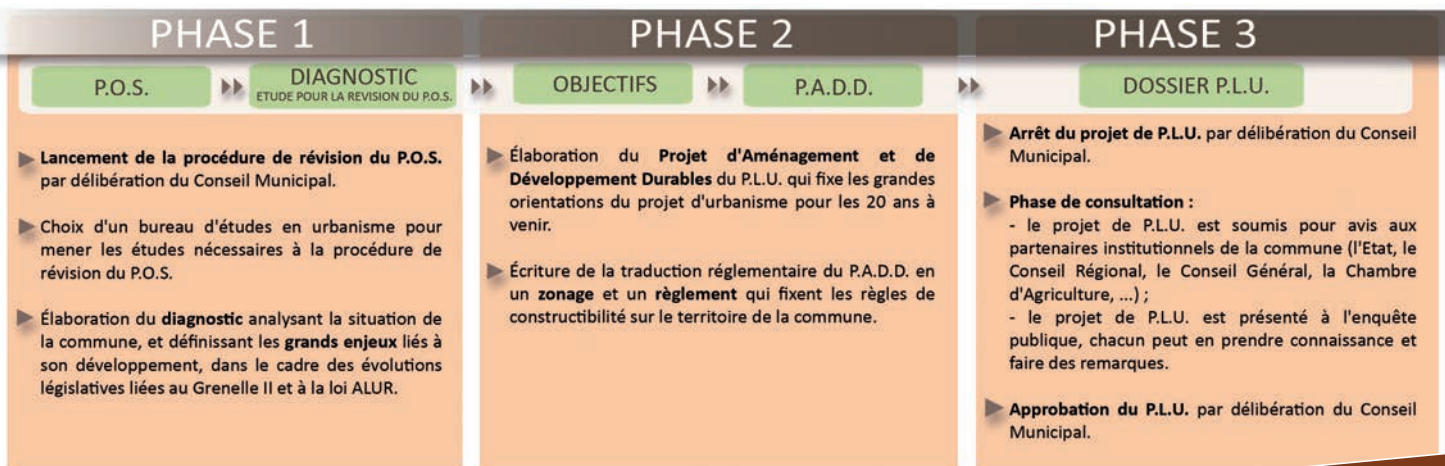 PHASE 1
P.O.S.
DIAGNOSTIC
ETUDE POUR LA REVISION DU P.O.S.
Lancement de la procédure de révision du P.O.S.
par délibération du Conseil Municipal.
Choix d'un bureau d'études en urbanisme pour
mener les études nécessaires à la procédure de
révision du P.O.S.
Élaboration du diagnostic analysant la situation de
la commune, et définissant les grands enjeux liés à
son développement, dans le cadre des évolutions
législatives liées au Grenelle II et à la loi ALUR.
PHASE 2
OBJECTIFS
P.A.D.D.
Élaboration du Projet d'Aménagement et de
Développement Durables du P.L.U. qui fixe les grandes
orientations du projet d'urbanisme pour les 20 ans à
venir.
Écriture de la traduction réglementaire du P.A.D.D. en
un zonage et un règlement qui fixent les règles de
constructibilité sur le territoire de la commune.
PHASE 3
DOSSIER P.L.U.
Arrêt du projet de P.L.U. par délibération du Conseil
Municipal.
Phase de consultation :
- le projet de P.L.U. est soumis pour avis aux
partenaires institutionnels de la commune (l'Etat, le
Conseil Régional, le Conseil Général, la Chambre
d'Agriculture, ...) ;
- le projet de P.L.U. est présenté à l'enquête
publique, chacun peut en prendre connaissance et
faire des remarques.
Approbation du P.L.U. par délibération du Conseil
Municipal.